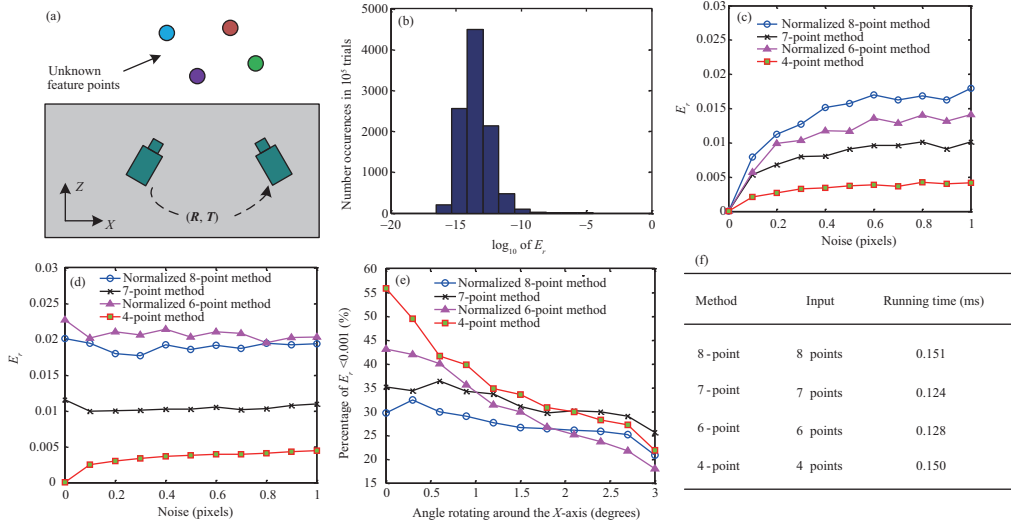 (a)
Unknown
feature points
Z
X
(R, T)
(b)
Number occurences in 10⁵ trials
5000
4000
3000
2000
1000
0
−20 −15 −10 −5 0
log₁₀ of Eᵣ
(c)
Eᵣ
0.03
0.025
0.02
0.015
0.01
0.005
0
Normalized 8-point method
7-point method
Normalized 6-point method
4-point method
0 0.2 0.4 0.6 0.8 1
Noise (pixels)
(d)
Eᵣ
0.03
0.025
0.02
0.015
0.01
0.005
0
Normalized 8-point method
7-point method
Normalized 6-point method
4-point method
0 0.2 0.4 0.6 0.8 1
Noise (pixels)
(e)
Percentage of Eᵣ <0.001 (%)
60
55
50
45
40
35
30
25
20
15
Normalized 8-point method
7-point method
Normalized 6-point method
4-point method
0 0.5 1 1.5 2 2.5 3
Angle rotating around the X-axis (degrees)
(f)
Method Input Running time (ms)
8-point 8 points 0.151
7-point 7 points 0.124
6-point 6 points 0.128
4-point 4 points 0.150